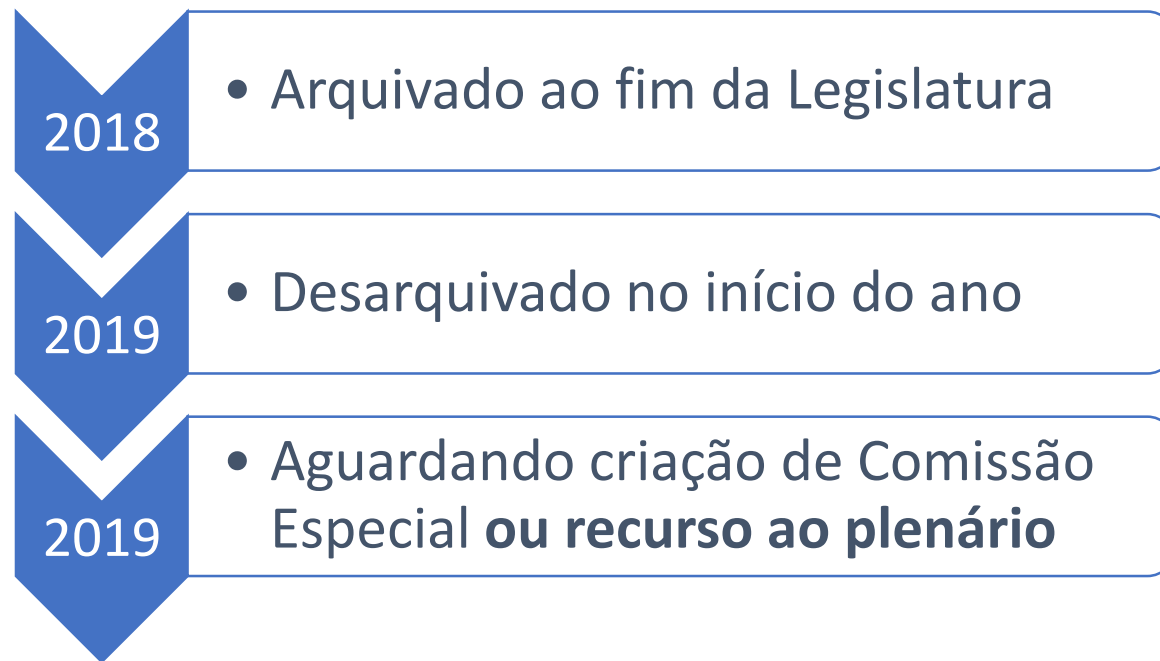 2018
• Arquivado ao fim da Legislatura
2019
• Desarquivado no início do ano
2019
• Aguardando criação de Comissão
Especial ou recurso ao plenário